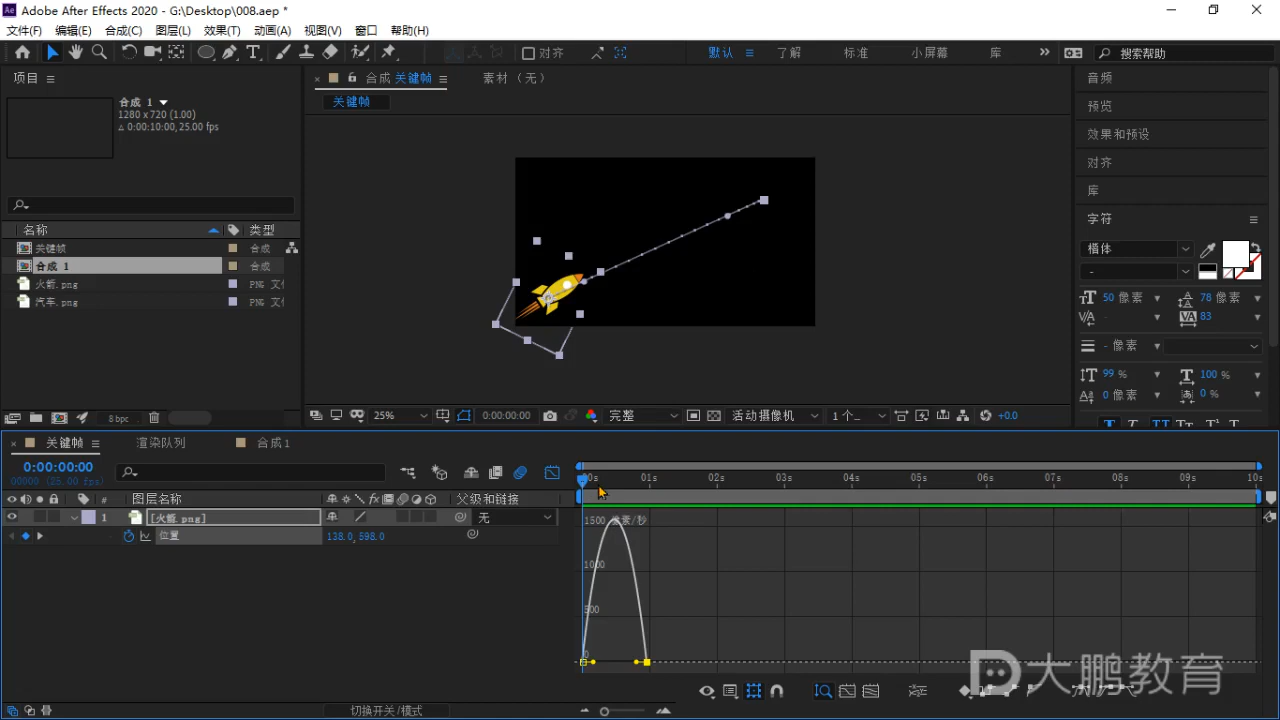 Adobe After Effects 2020 - G:\Desktop\008.aep *
文件(F) 编辑(E) 合成(C) 图层(L) 效果(T) 动画(A) 视图(V) 窗口 帮助(H)
对齐 默认 了解 标准 小屏幕 库 搜索帮助
项目
合成 关键帧 素材 (无)
关键帧
合成 1
1280 x 720 (1.00)
Δ 0:00:10:00, 25.00 fps
名称 类型
关键帧 合成
合成 1 合成
火箭.png PNG 文
汽车.png PNG 文
8 bpc
25% 0:00:00:00 完整 活动摄像机 1 个 +0.0
音频
预览
效果和预设
对齐
库
字符
楷体
-
50 像素 78 像素
83
- 像素
99 % 100 %
0 像素 0 %
关键帧 渲染队列 合成 1
0:00:00:00
00000 (25.00 fps)
# 图层名称 父级和链接
1 [火箭.png] 无
位置 138.0, 598.0
00s 01s 02s 03s 04s 05s 06s 07s 08s 09s 10s
1500 像素/秒
1000
500
0
切换开关/模式
大鹏教育